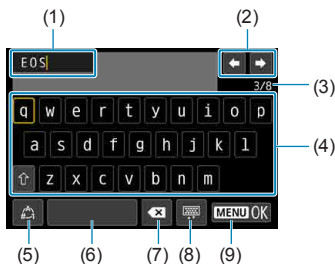 (1) (2)
EOS
3/8 (3)
q w e r t y u i o p
a s d f g h j k l (4)
z x c v b n m
MENU OK
(5) (6) (7) (8) (9)